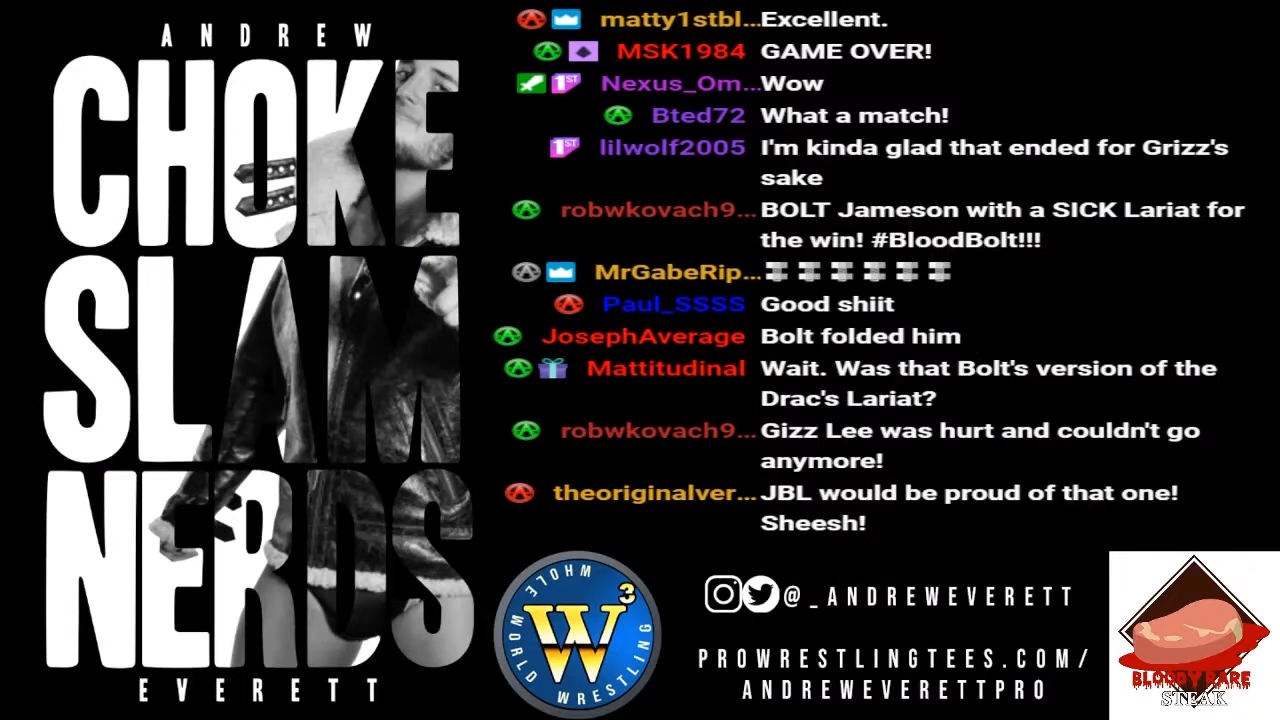 ANDREW
CHOKE
SLAM
NERDS
EVERETT
matty1stbl... Excellent.
MSK1984 GAME OVER!
1ST Nexus_Om... Wow
Bted72 What a match!
1ST lilwolf2005 I'm kinda glad that ended for Grizz's
sake
robwkovach9... BOLT Jameson with a SICK Lariat for
the win! #BloodBolt!!!
MrGabeRip...
Paul_SSSS Good shiit
JosephAverage Bolt folded him
Mattitudinal Wait. Was that Bolt's version of the
Drac's Lariat?
robwkovach9... Gizz Lee was hurt and couldn't go
anymore!
theoriginalver... JBL would be proud of that one!
Sheesh!
WHOLE
W3
WORLD WRESTLING
@_ANDREWEVERETT
PROWRESTLINGTEES.COM/
ANDREWEVERETTPRO
BLOODY RARE
STEAK